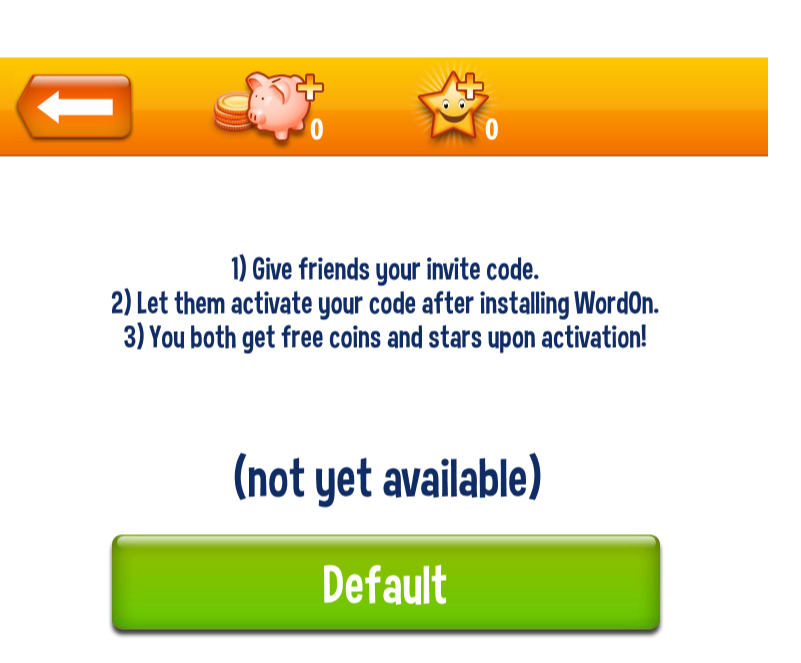 0
0
1) Give friends your invite code.
2) Let them activate your code after installing WordOn.
3) You both get free coins and stars upon activation!
(not yet available)
Default